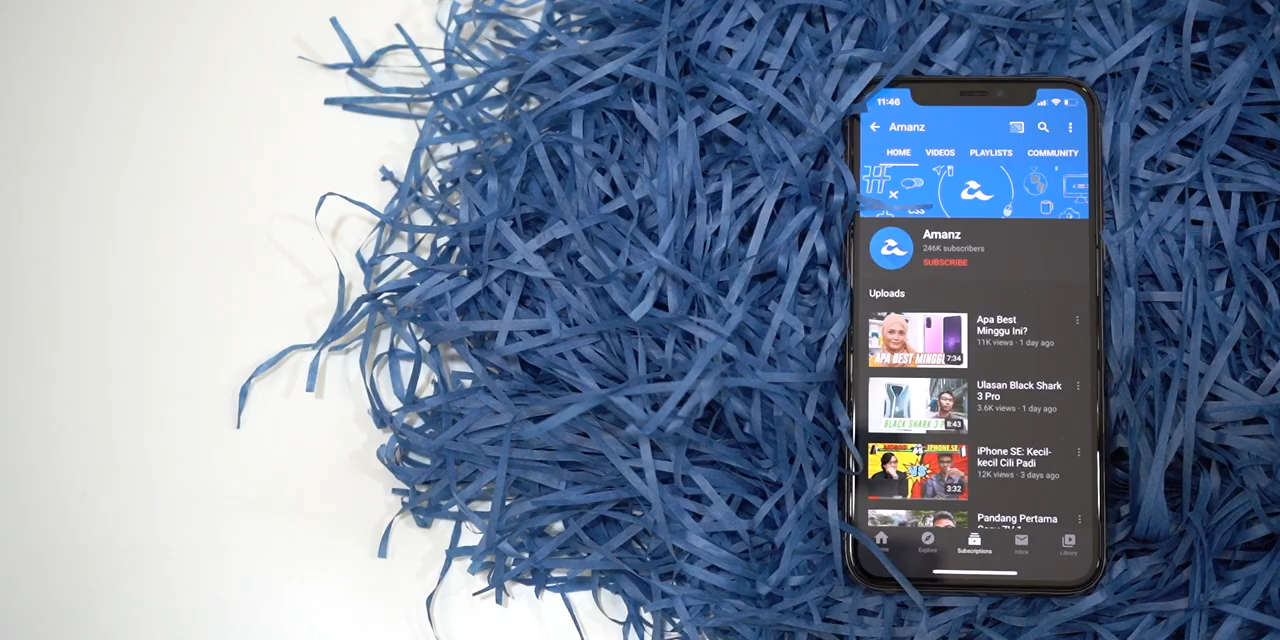 11:46
Amanz
HOME VIDEOS PLAYLISTS COMMUNITY
Amanz
246K subscribers
SUBSCRIBE
Uploads
Apa Best
Minggu Ini?
11K views · 1 day ago
APA BEST MINGGU
7:34
Ulasan Black Shark
3 Pro
3.6K views · 1 day ago
BLACK SHARK 3
8:43
iPhone SE: Kecil-
kecil Cili Padi
12K views · 3 days ago
IPHONE SE
VS
3:32
Pandang Pertama
Explore Subscriptions Inbox Library